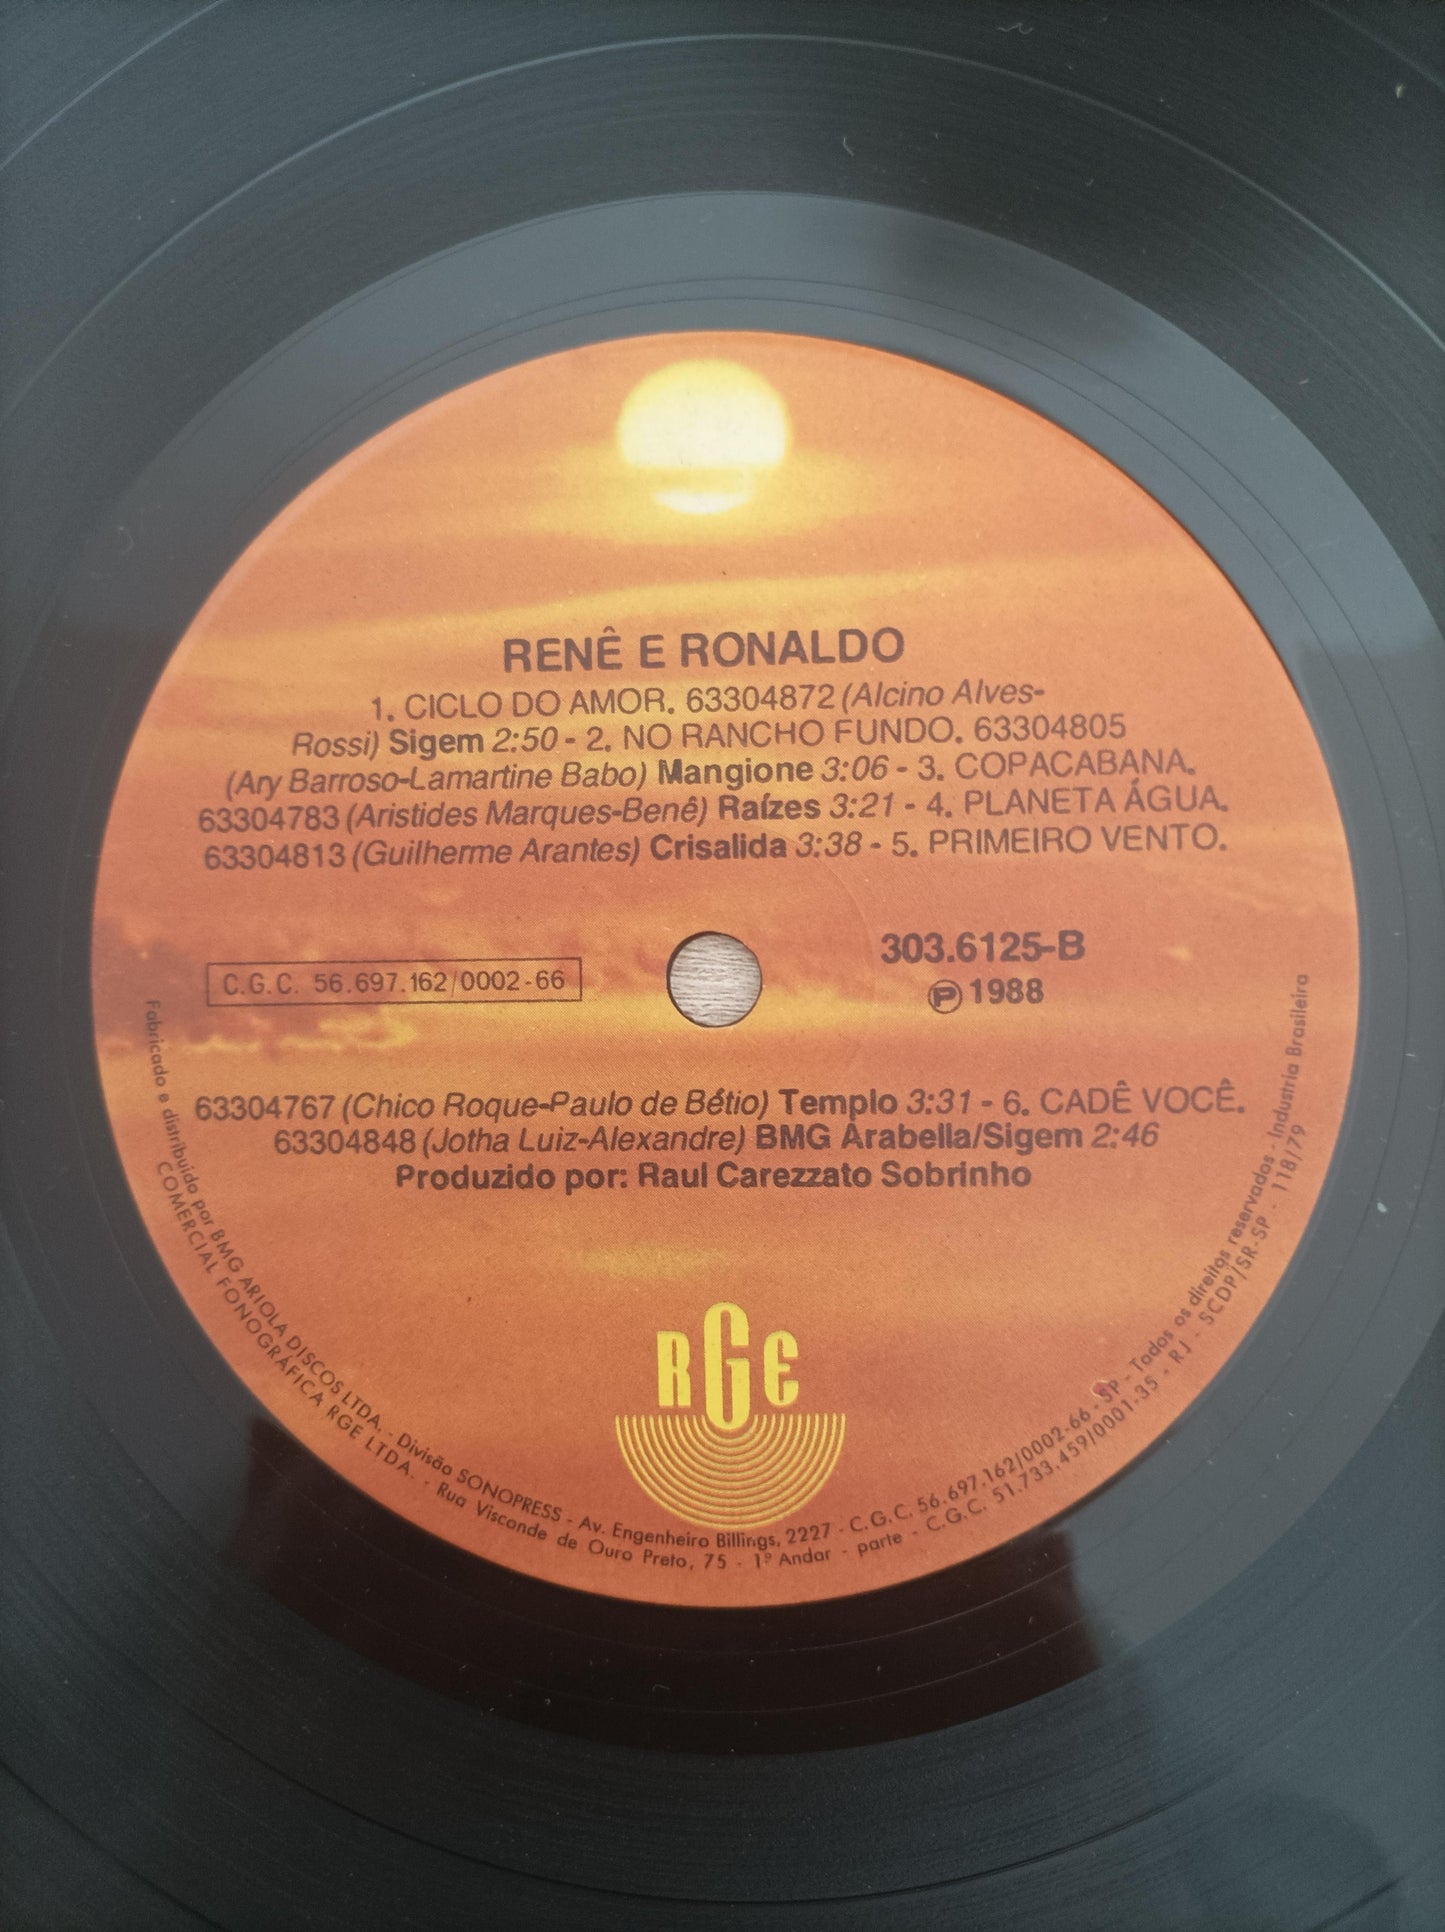 RENÊ E RONALDO
1. CICLO DO AMOR. 63304872 (Alcino Alves-
Rossi) Sigem 2:50 - 2. NO RANCHO FUNDO. 63304805
(Ary Barroso-Lamartine Babo) Mangione 3:06 - 3. COPACABANA.
63304783 (Aristides Marques-Benê) Raízes 3:21 - 4. PLANETA ÁGUA.
63304813 (Guilherme Arantes) Crisalida 3:38 - 5. PRIMEIRO VENTO.
C.G.C. 56.697.162/0002-66
303.6125-B
Ⓟ 1988
63304767 (Chico Roque-Paulo de Bétio) Templo 3:31 - 6. CADÊ VOCÊ.
63304848 (Jotha Luiz-Alexandre) BMG Arabella/Sigem 2:46
Produzido por: Raul Carezzato Sobrinho
RGE
Fabricado e distribuido por BMG ARIOLA DISCOS LTDA. - Divisão SONOPRESS - Av. Engenheiro Billings, 2227 - C.G.C. 56.697.162/0002-66 - SP - Todos os direitos reservados - Industria Brasileira
COMERCIAL FONOGRÁFICA RGE LTDA. - Rua Visconde de Ouro Preto, 75 - 1º Andar - parte - C.G.C. 51.733.459/0001-35 - RJ - SCDP/SR-SP - 118/79